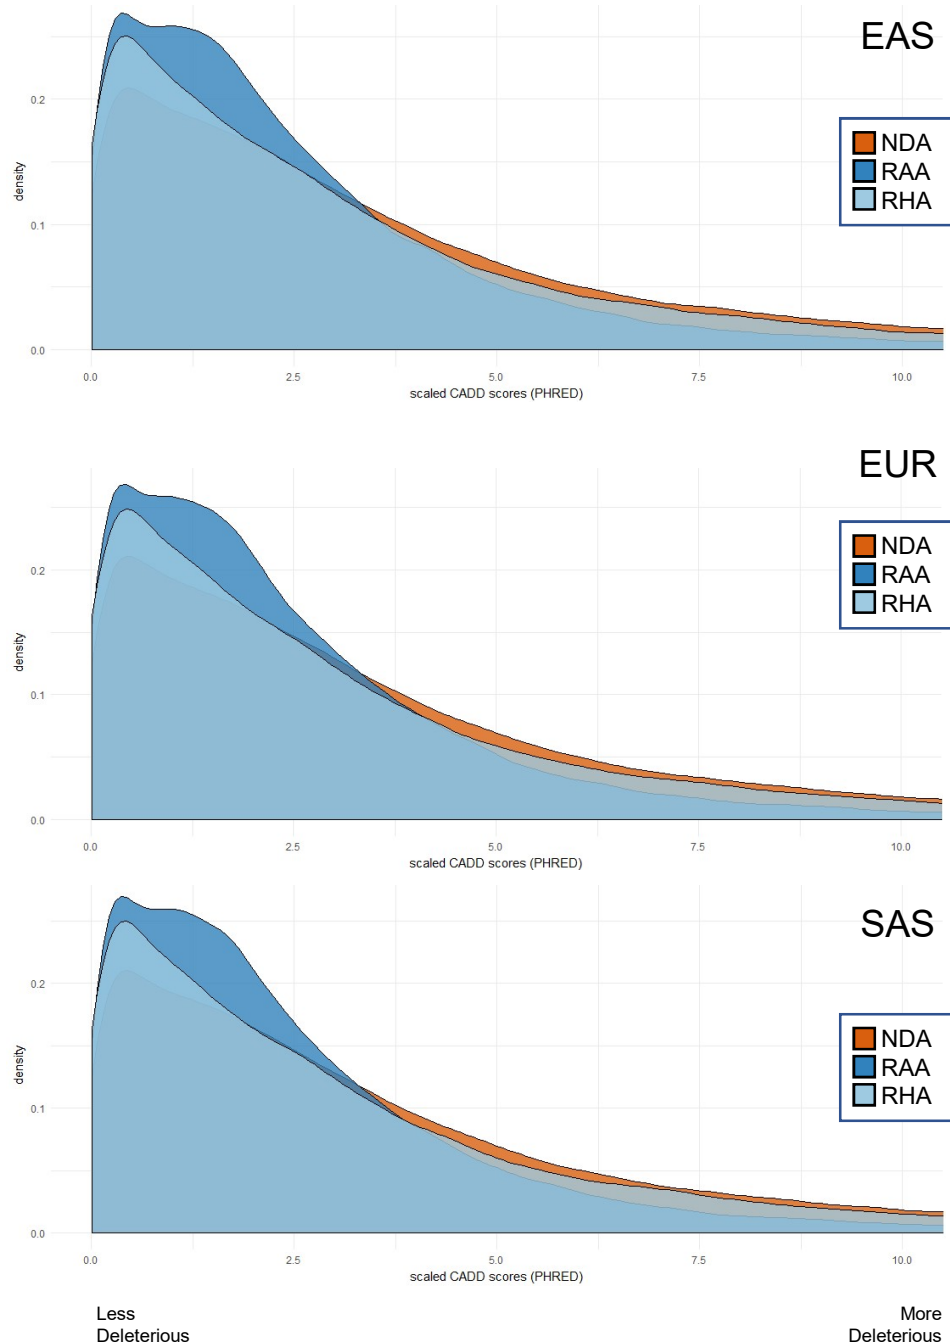 EAS
NDA
RAA
RHA
0.2
0.1
0.0
density
0.0 2.5 5.0 7.5 10.0
scaled CADD scores (PHRED)
EUR
NDA
RAA
RHA
0.2
0.1
0.0
density
0.0 2.5 5.0 7.5 10.0
scaled CADD scores (PHRED)
SAS
NDA
RAA
RHA
0.2
0.1
0.0
density
0.0 2.5 5.0 7.5 10.0
scaled CADD scores (PHRED)
Less More
Deleterious Deleterious